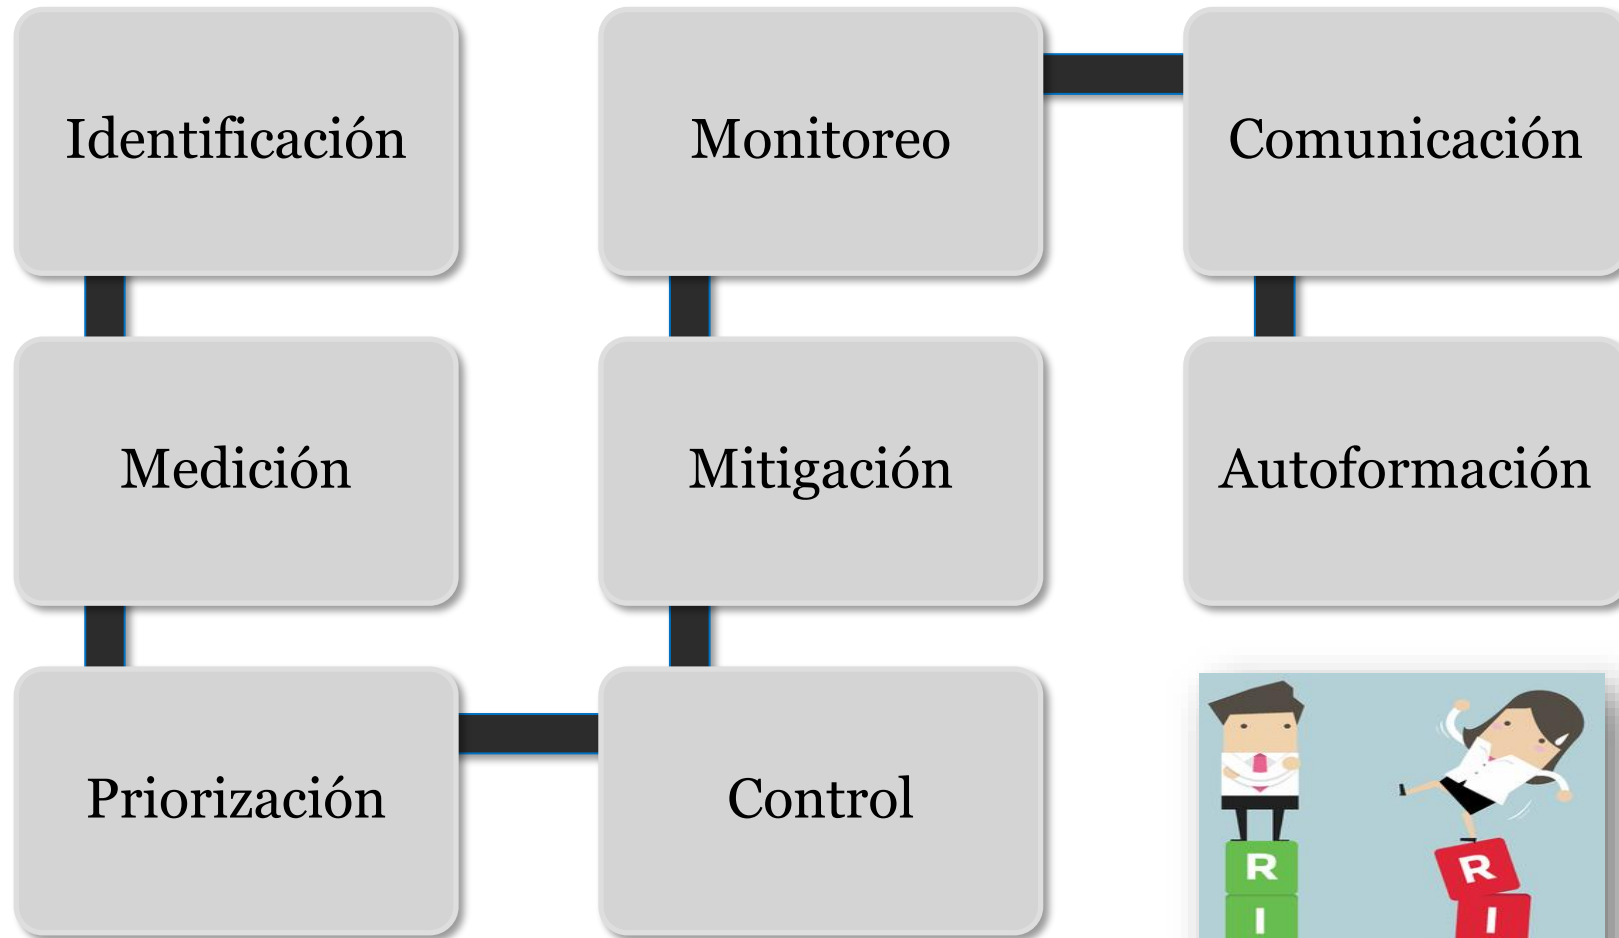 Identificación
Medición
Priorización
Control
Mitigación
Monitoreo
Comunicación
Autoformación
R
I
R
I